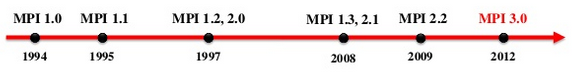 MPI 1.0 MPI 1.1 MPI 1.2, 2.0 MPI 1.3, 2.1 MPI 2.2 MPI 3.0
1994 1995 1997 2008 2009 2012